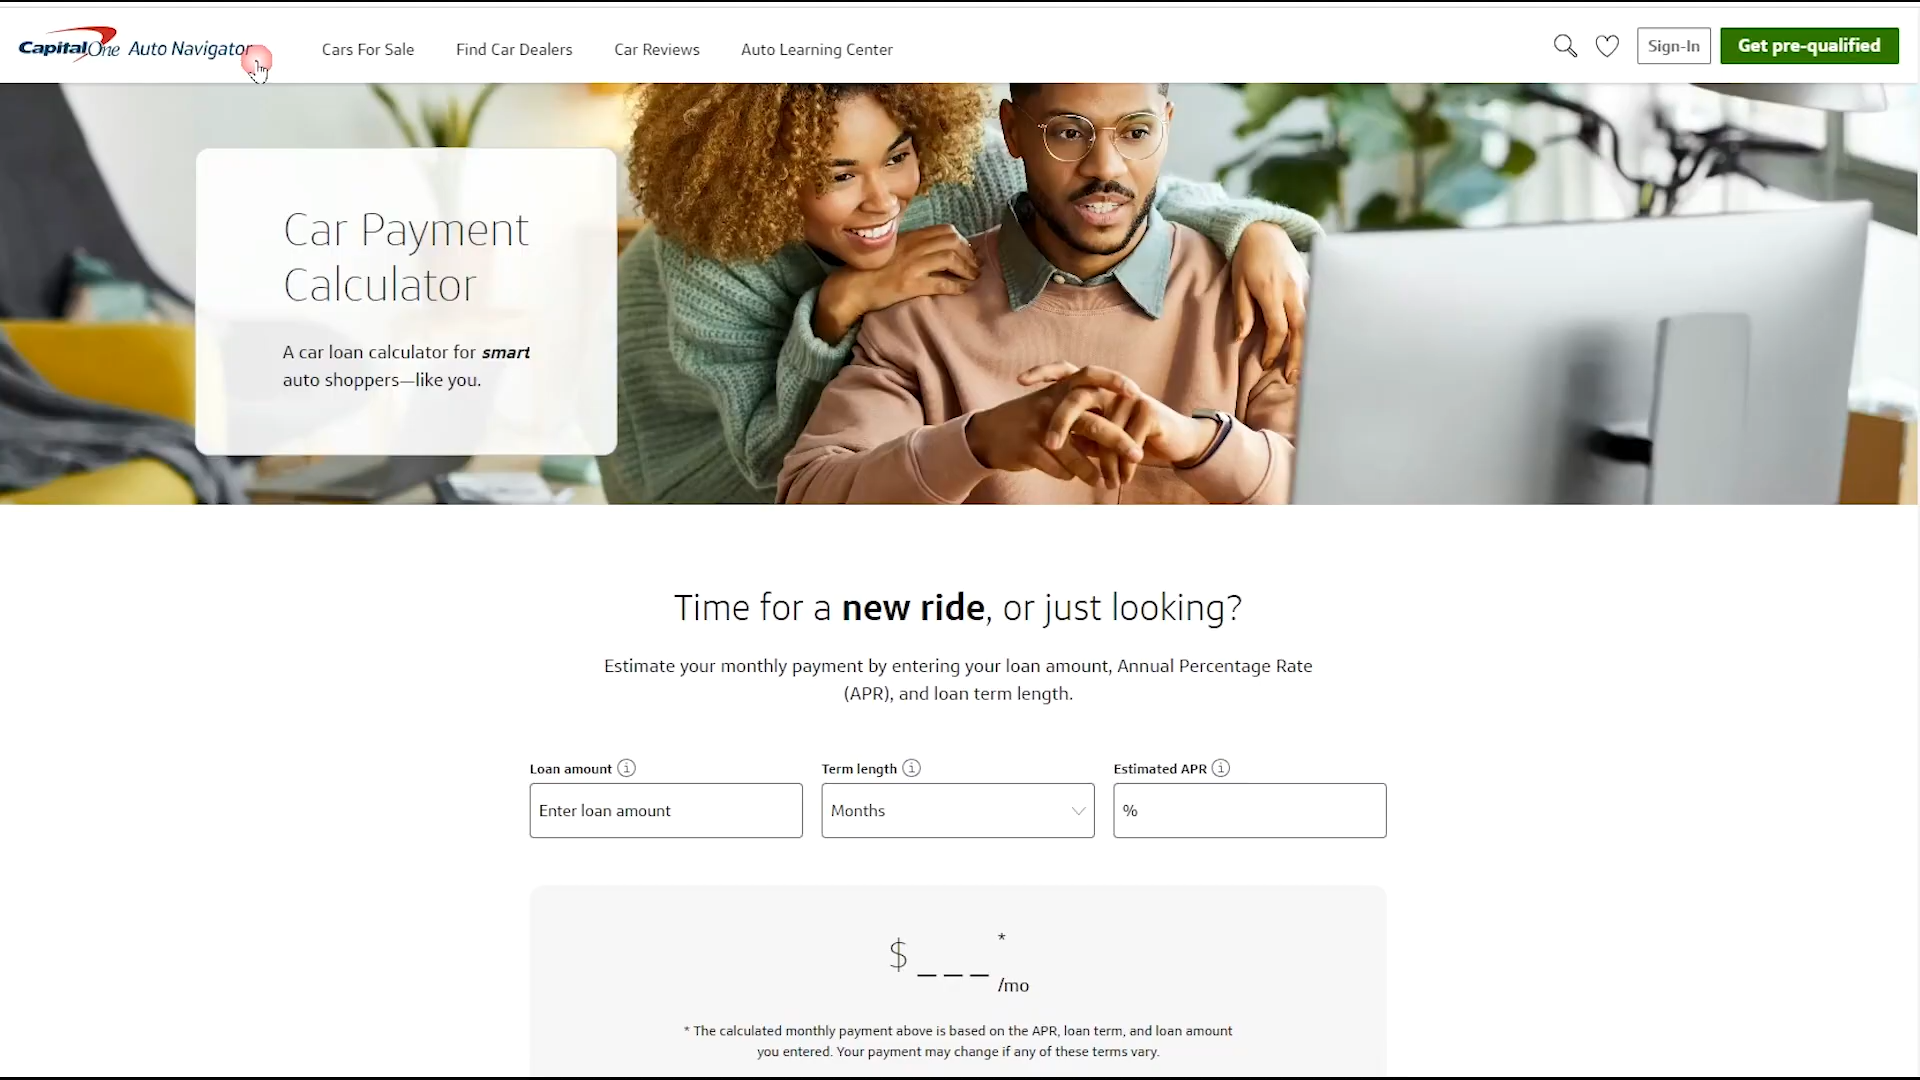 CapitalOne Auto Navigator
Cars For Sale
Find Car Dealers
Car Reviews
Auto Learning Center
Sign-In
Get pre-qualified
Car Payment
Calculator
A car loan calculator for smart
auto shoppers—like you.
Time for a new ride, or just looking?
Estimate your monthly payment by entering your loan amount, Annual Percentage Rate
(APR), and loan term length.
Loan amount
Term length
Estimated APR
Enter loan amount
Months
%
$ _ _ _ *
/mo
* The calculated monthly payment above is based on the APR, loan term, and loan amount
you entered. Your payment may change if any of these terms vary.